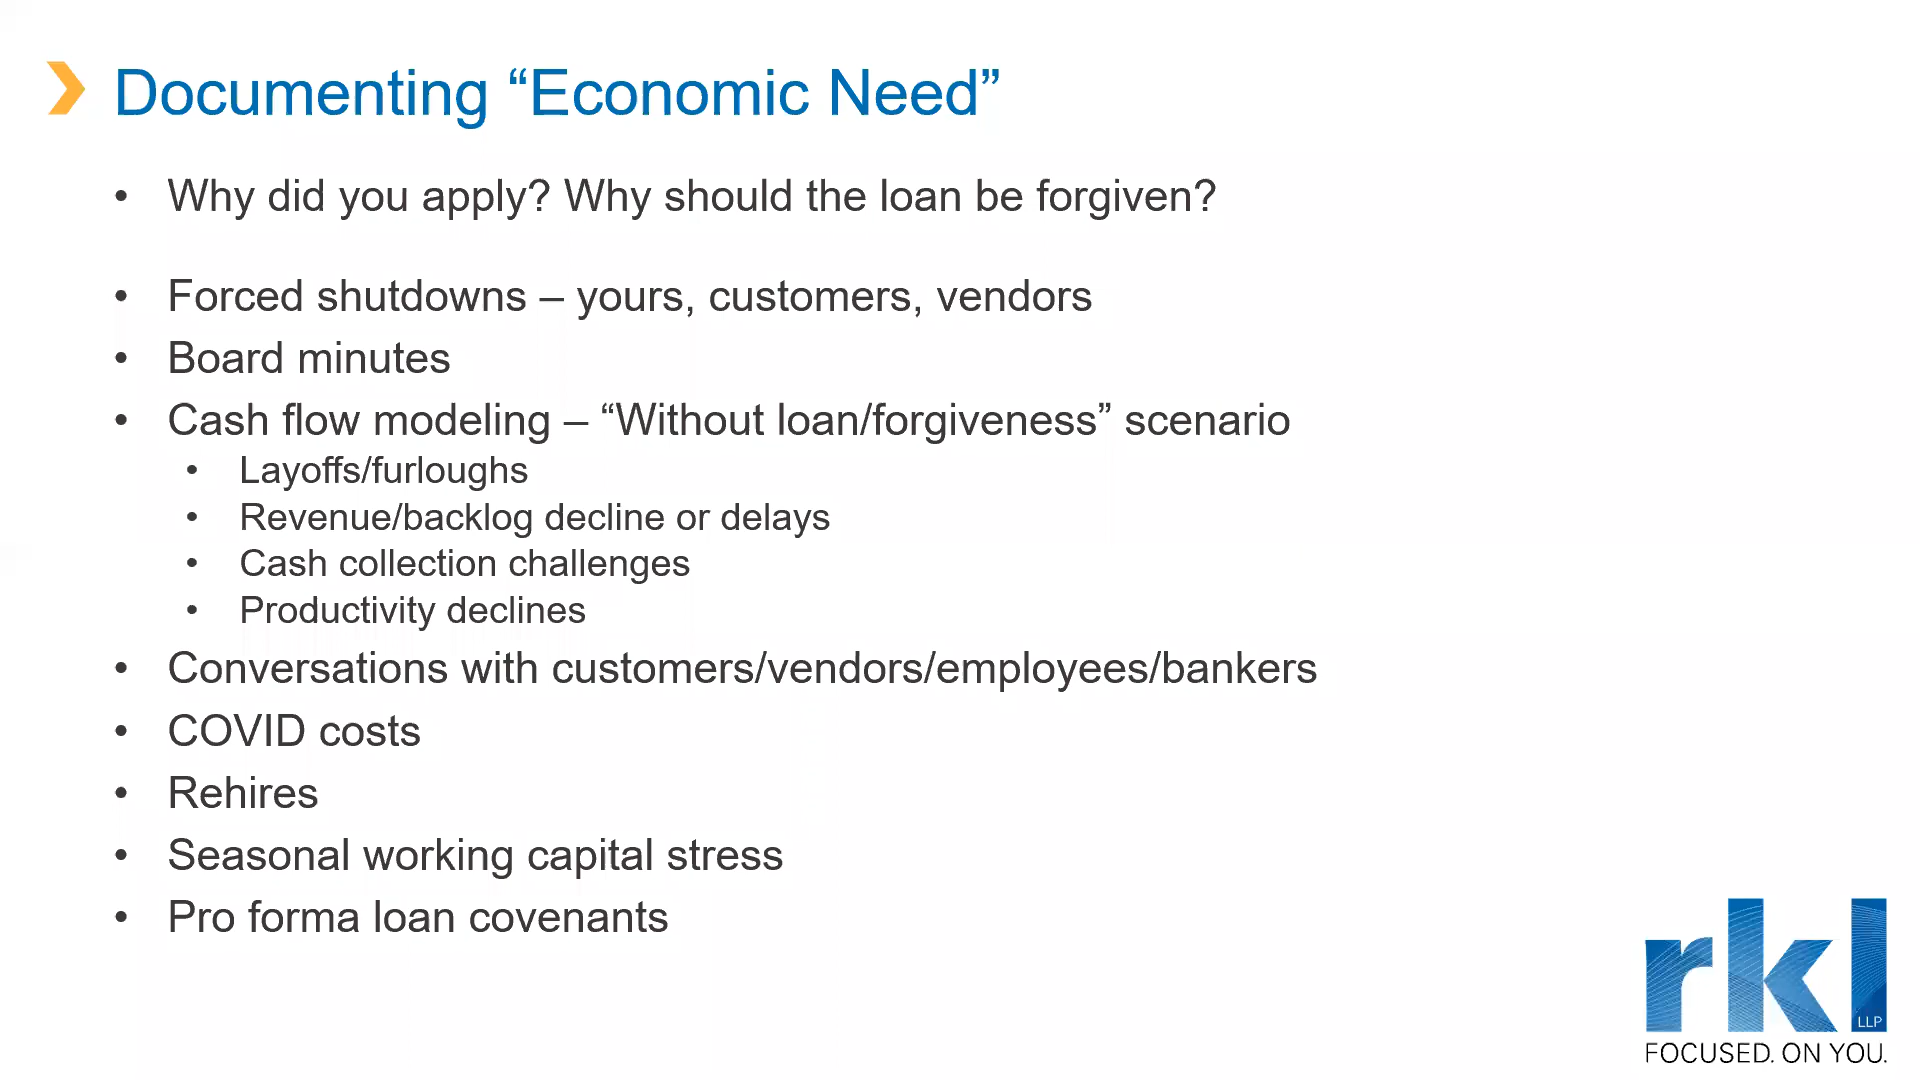 Documenting “Economic Need”
• Why did you apply? Why should the loan be forgiven?
• Forced shutdowns – yours, customers, vendors
• Board minutes
• Cash flow modeling – “Without loan/forgiveness” scenario
• Layoffs/furloughs
• Revenue/backlog decline or delays
• Cash collection challenges
• Productivity declines
• Conversations with customers/vendors/employees/bankers
• COVID costs
• Rehires
• Seasonal working capital stress
• Pro forma loan covenants
rkl
LLP
FOCUSED. ON YOU.